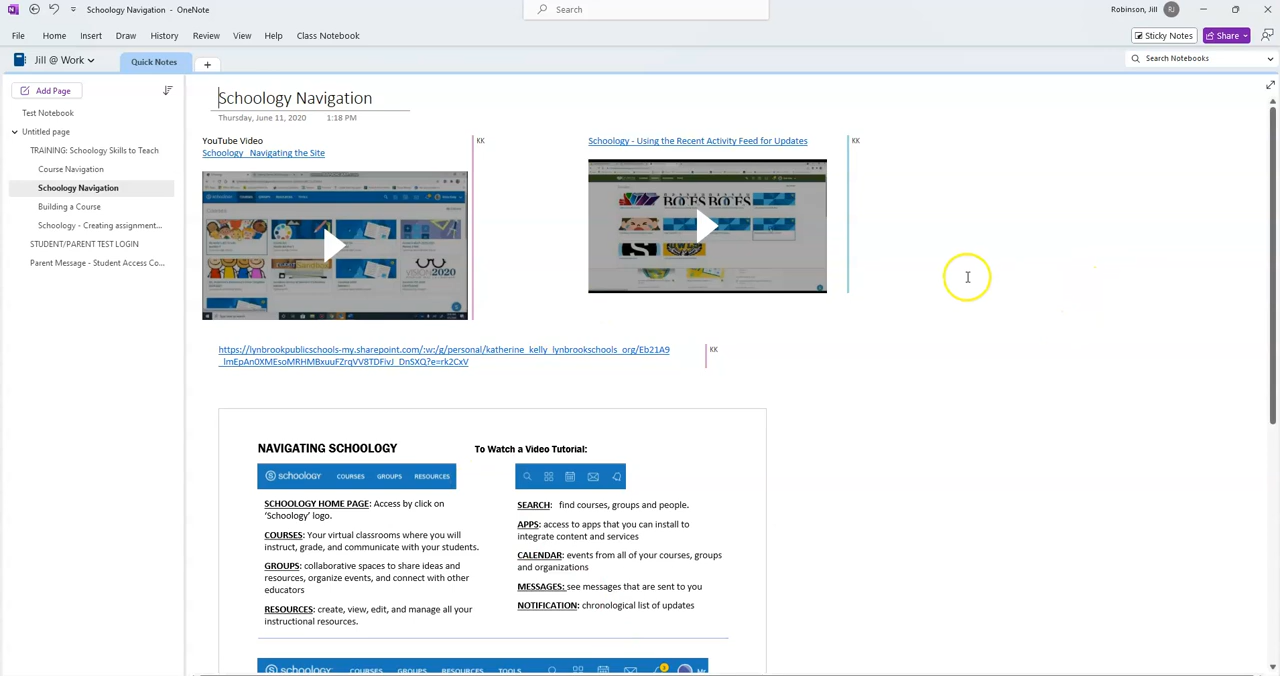 Schoology Navigation - OneNote
Search
Robinson, Jill RJ
File Home Insert Draw History Review View Help Class Notebook
Sticky Notes Share
Jill @ Work Quick Notes + Search Notebooks
Add Page
Test Notebook
Untitled page
TRAINING: Schoology Skills to Teach
Course Navigation
Schoology Navigation
Building a Course
Schoology - Creating assignment...
STUDENT/PARENT TEST LOGIN
Parent Message - Student Access Co...
Schoology Navigation
Thursday, June 11, 2020 1:18 PM
YouTube Video
Schoology Navigating the Site
KK
Schoology - Using the Recent Activity Feed for Updates
KK
https://lynbrookpublicschools-my.sharepoint.com/:w:/g/personal/katherine_kelly_lynbrookschools_org/Eb21A9
_lmEpAn0XMEsoMRHMBxuuFZrqVV8TDFivJ_DnSXQ?e=rk2CxV
KK
NAVIGATING SCHOOLOGY
schoology COURSES GROUPS RESOURCES
SCHOOLOGY HOME PAGE: Access by click on
'Schoology' logo.
COURSES: Your virtual classrooms where you will
instruct, grade, and communicate with your students.
GROUPS: collaborative spaces to share ideas and
resources, organize events, and connect with other
educators
RESOURCES: create, view, edit, and manage all your
instructional resources.
To Watch a Video Tutorial:
SEARCH: find courses, groups and people.
APPS: access to apps that you can install to
integrate content and services
CALENDAR: events from all of your courses, groups
and organizations
MESSAGES: see messages that are sent to you
NOTIFICATION: chronological list of updates
schoology COURSES GROUPS RESOURCES TOOLS